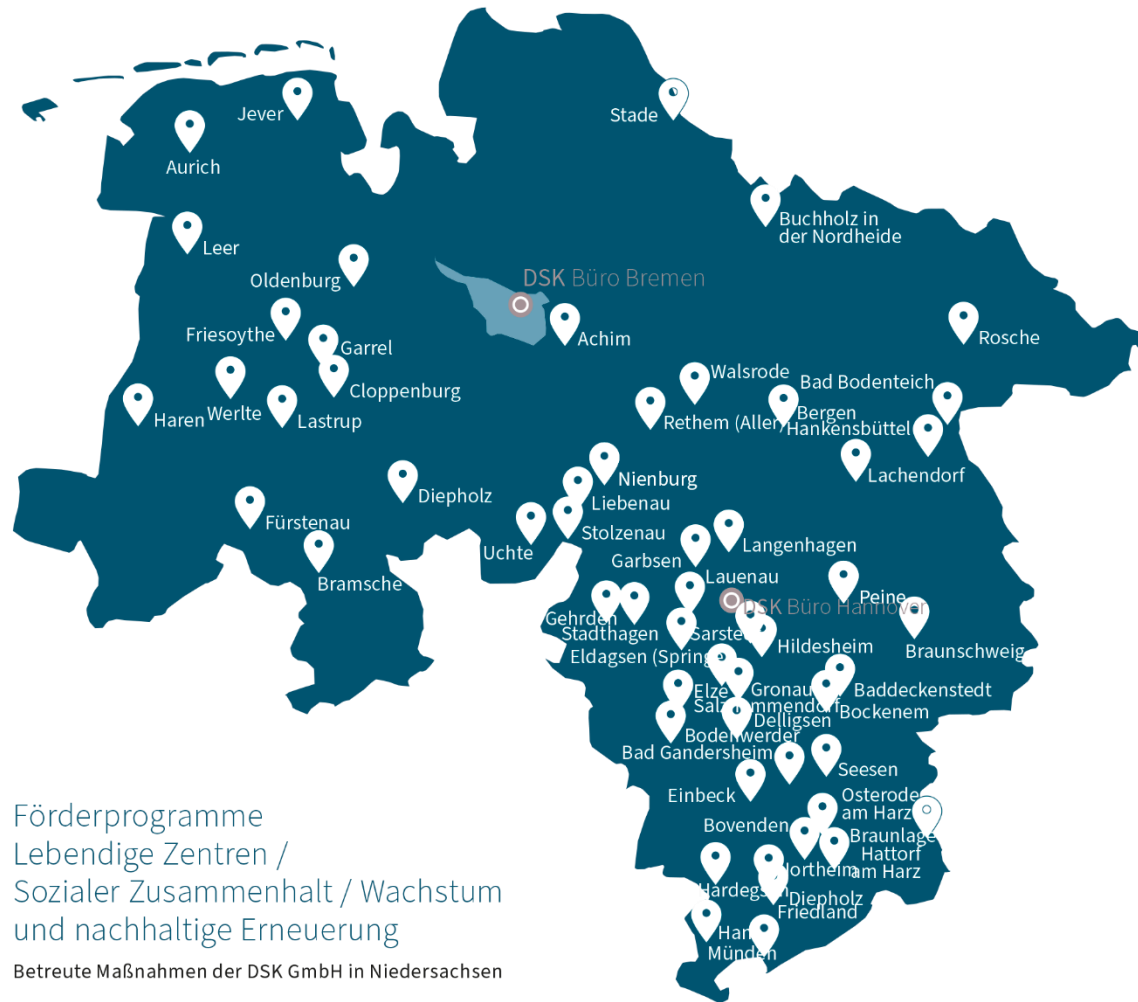 Jever
Stade
Aurich
Buchholz in
der Nordheide
Leer
Oldenburg
DSK Büro Bremen
Friesoythe
Achim
Rosche
Garrel
Walsrode
Cloppenburg
Bad Bodenteich
Haren
Werlte
Lastrup
Rethem (Aller)
Bergen
Hankensbüttel
Nienburg
Lachendorf
Diepholz
Liebenau
Fürstenau
Stolzenau
Uchte
Langenhagen
Garbsen
Bramsche
Lauenau
Peine
DSK Büro Hannover
Gehrden
Stadthagen
Hildesheim
Braunschweig
Eldagsen (Springe
Elze
Gronau
Baddeckenstedt
Bockenem
Delligsen
Bodenwerder
Bad Gandersheim
Seesen
Einbeck
Osterode
am Harz
Bovenden
Braunlage
Hattorf
am Harz
Diepholz
Friedland
Münden
Förderprogramme
Lebendige Zentren /
Sozialer Zusammenhalt / Wachstum
und nachhaltige Erneuerung
Betreute Maßnahmen der DSK GmbH in Niedersachsen